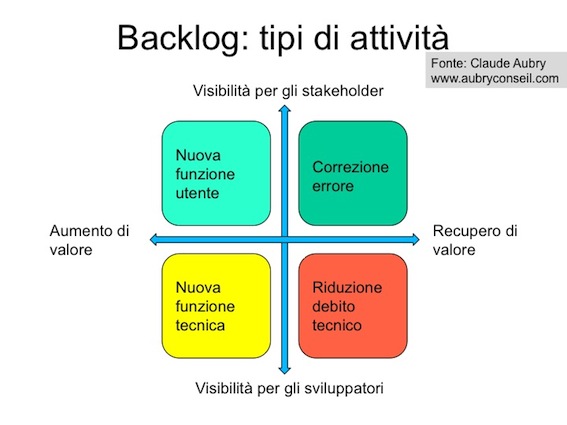 Backlog: tipi di attività
Fonte: Claude Aubry
www.aubryconseil.com
Visibilità per gli stakeholder
Nuova
funzione
utente
Correzione
errore
Aumento di
valore
Recupero di
valore
Nuova
funzione
tecnica
Riduzione
debito
tecnico
Visibilità per gli sviluppatori